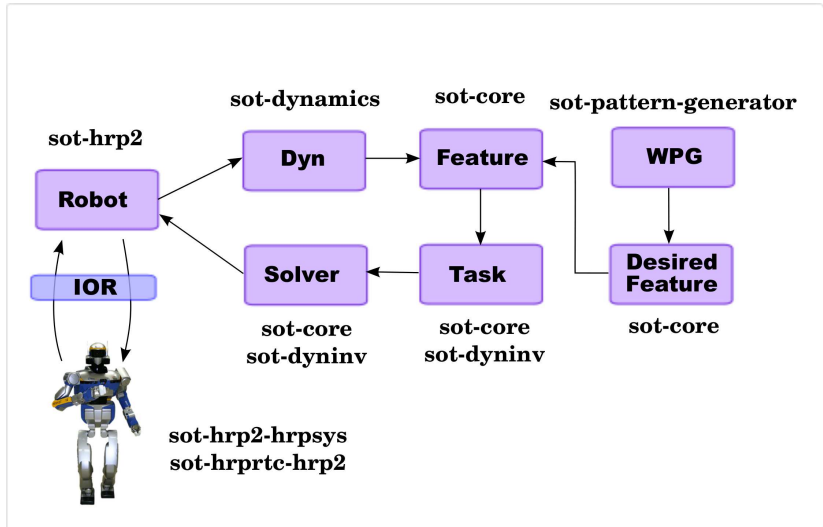 sot-dynamics
sot-core
sot-pattern-generator
sot-hrp2
Dyn
Feature
WPG
Robot
Solver
Task
Desired
Feature
IOR
sot-core
sot-dyninv
sot-core
sot-dyninv
sot-core
sot-hrp2-hrpsys
sot-hrprtc-hrp2